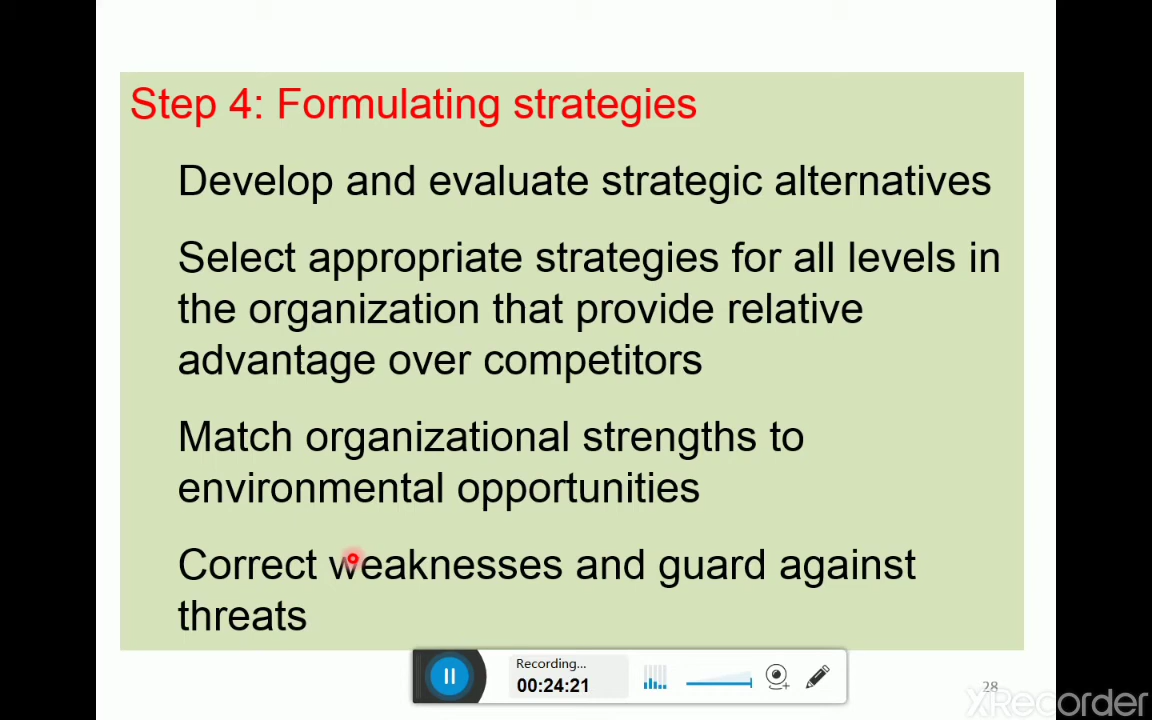 Step 4: Formulating strategies
Develop and evaluate strategic alternatives
Select appropriate strategies for all levels in
the organization that provide relative
advantage over competitors
Match organizational strengths to
environmental opportunities
Correct weaknesses and guard against
threats
Recording...
00:24:21
28
XRecorder